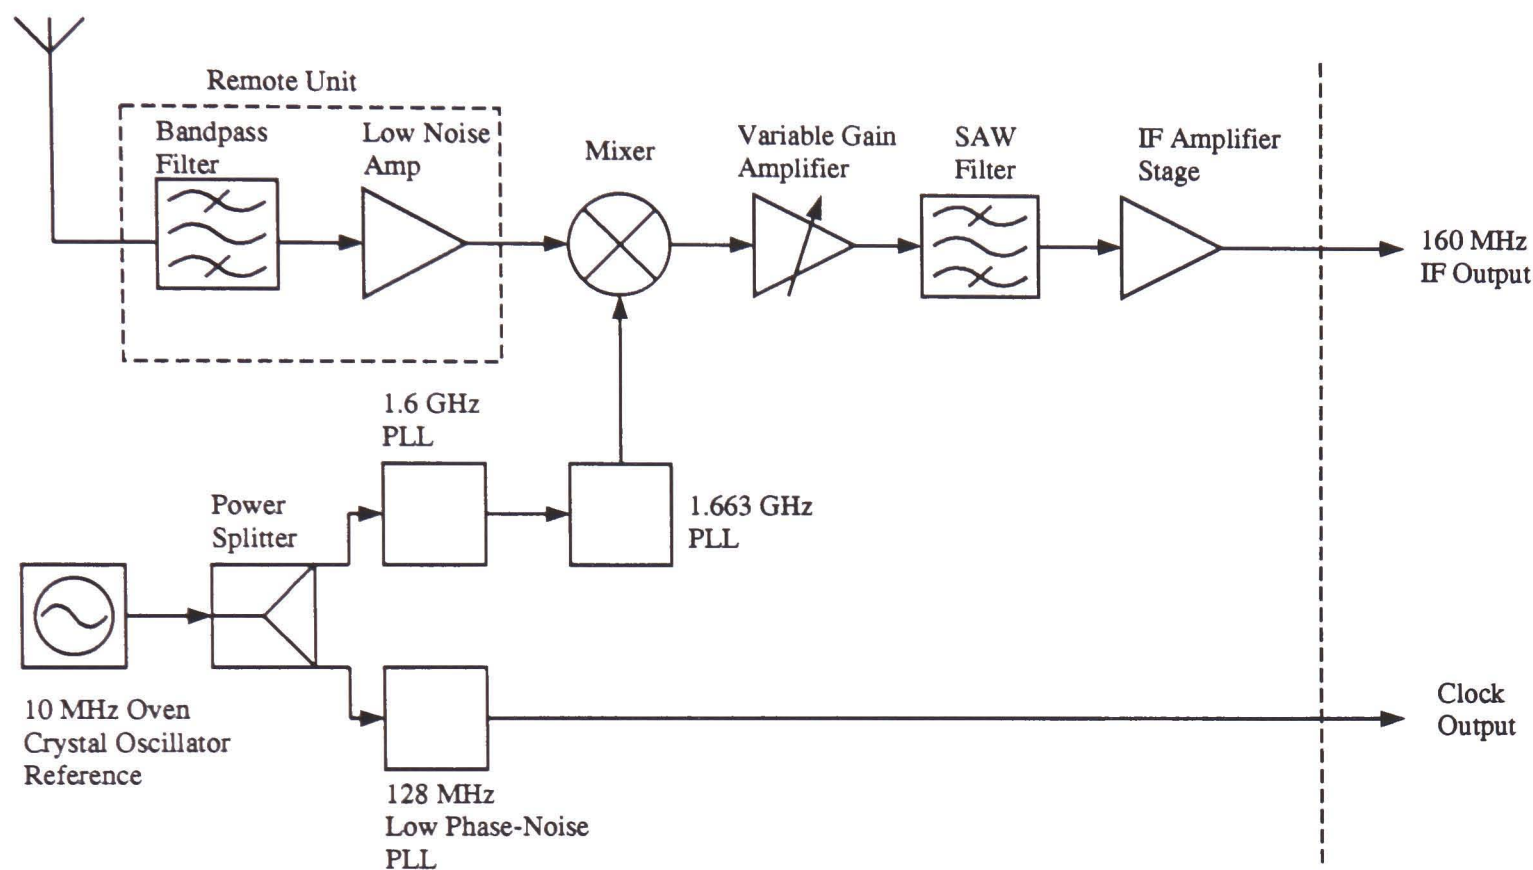 Remote Unit
Bandpass
Filter
Low Noise
Amp
Mixer
Variable Gain
Amplifier
SAW
Filter
IF Amplifier
Stage
160 MHz
IF Output
1.6 GHz
PLL
Power
Splitter
1.663 GHz
PLL
10 MHz Oven
Crystal Oscillator
Reference
128 MHz
Low Phase-Noise
PLL
Clock
Output